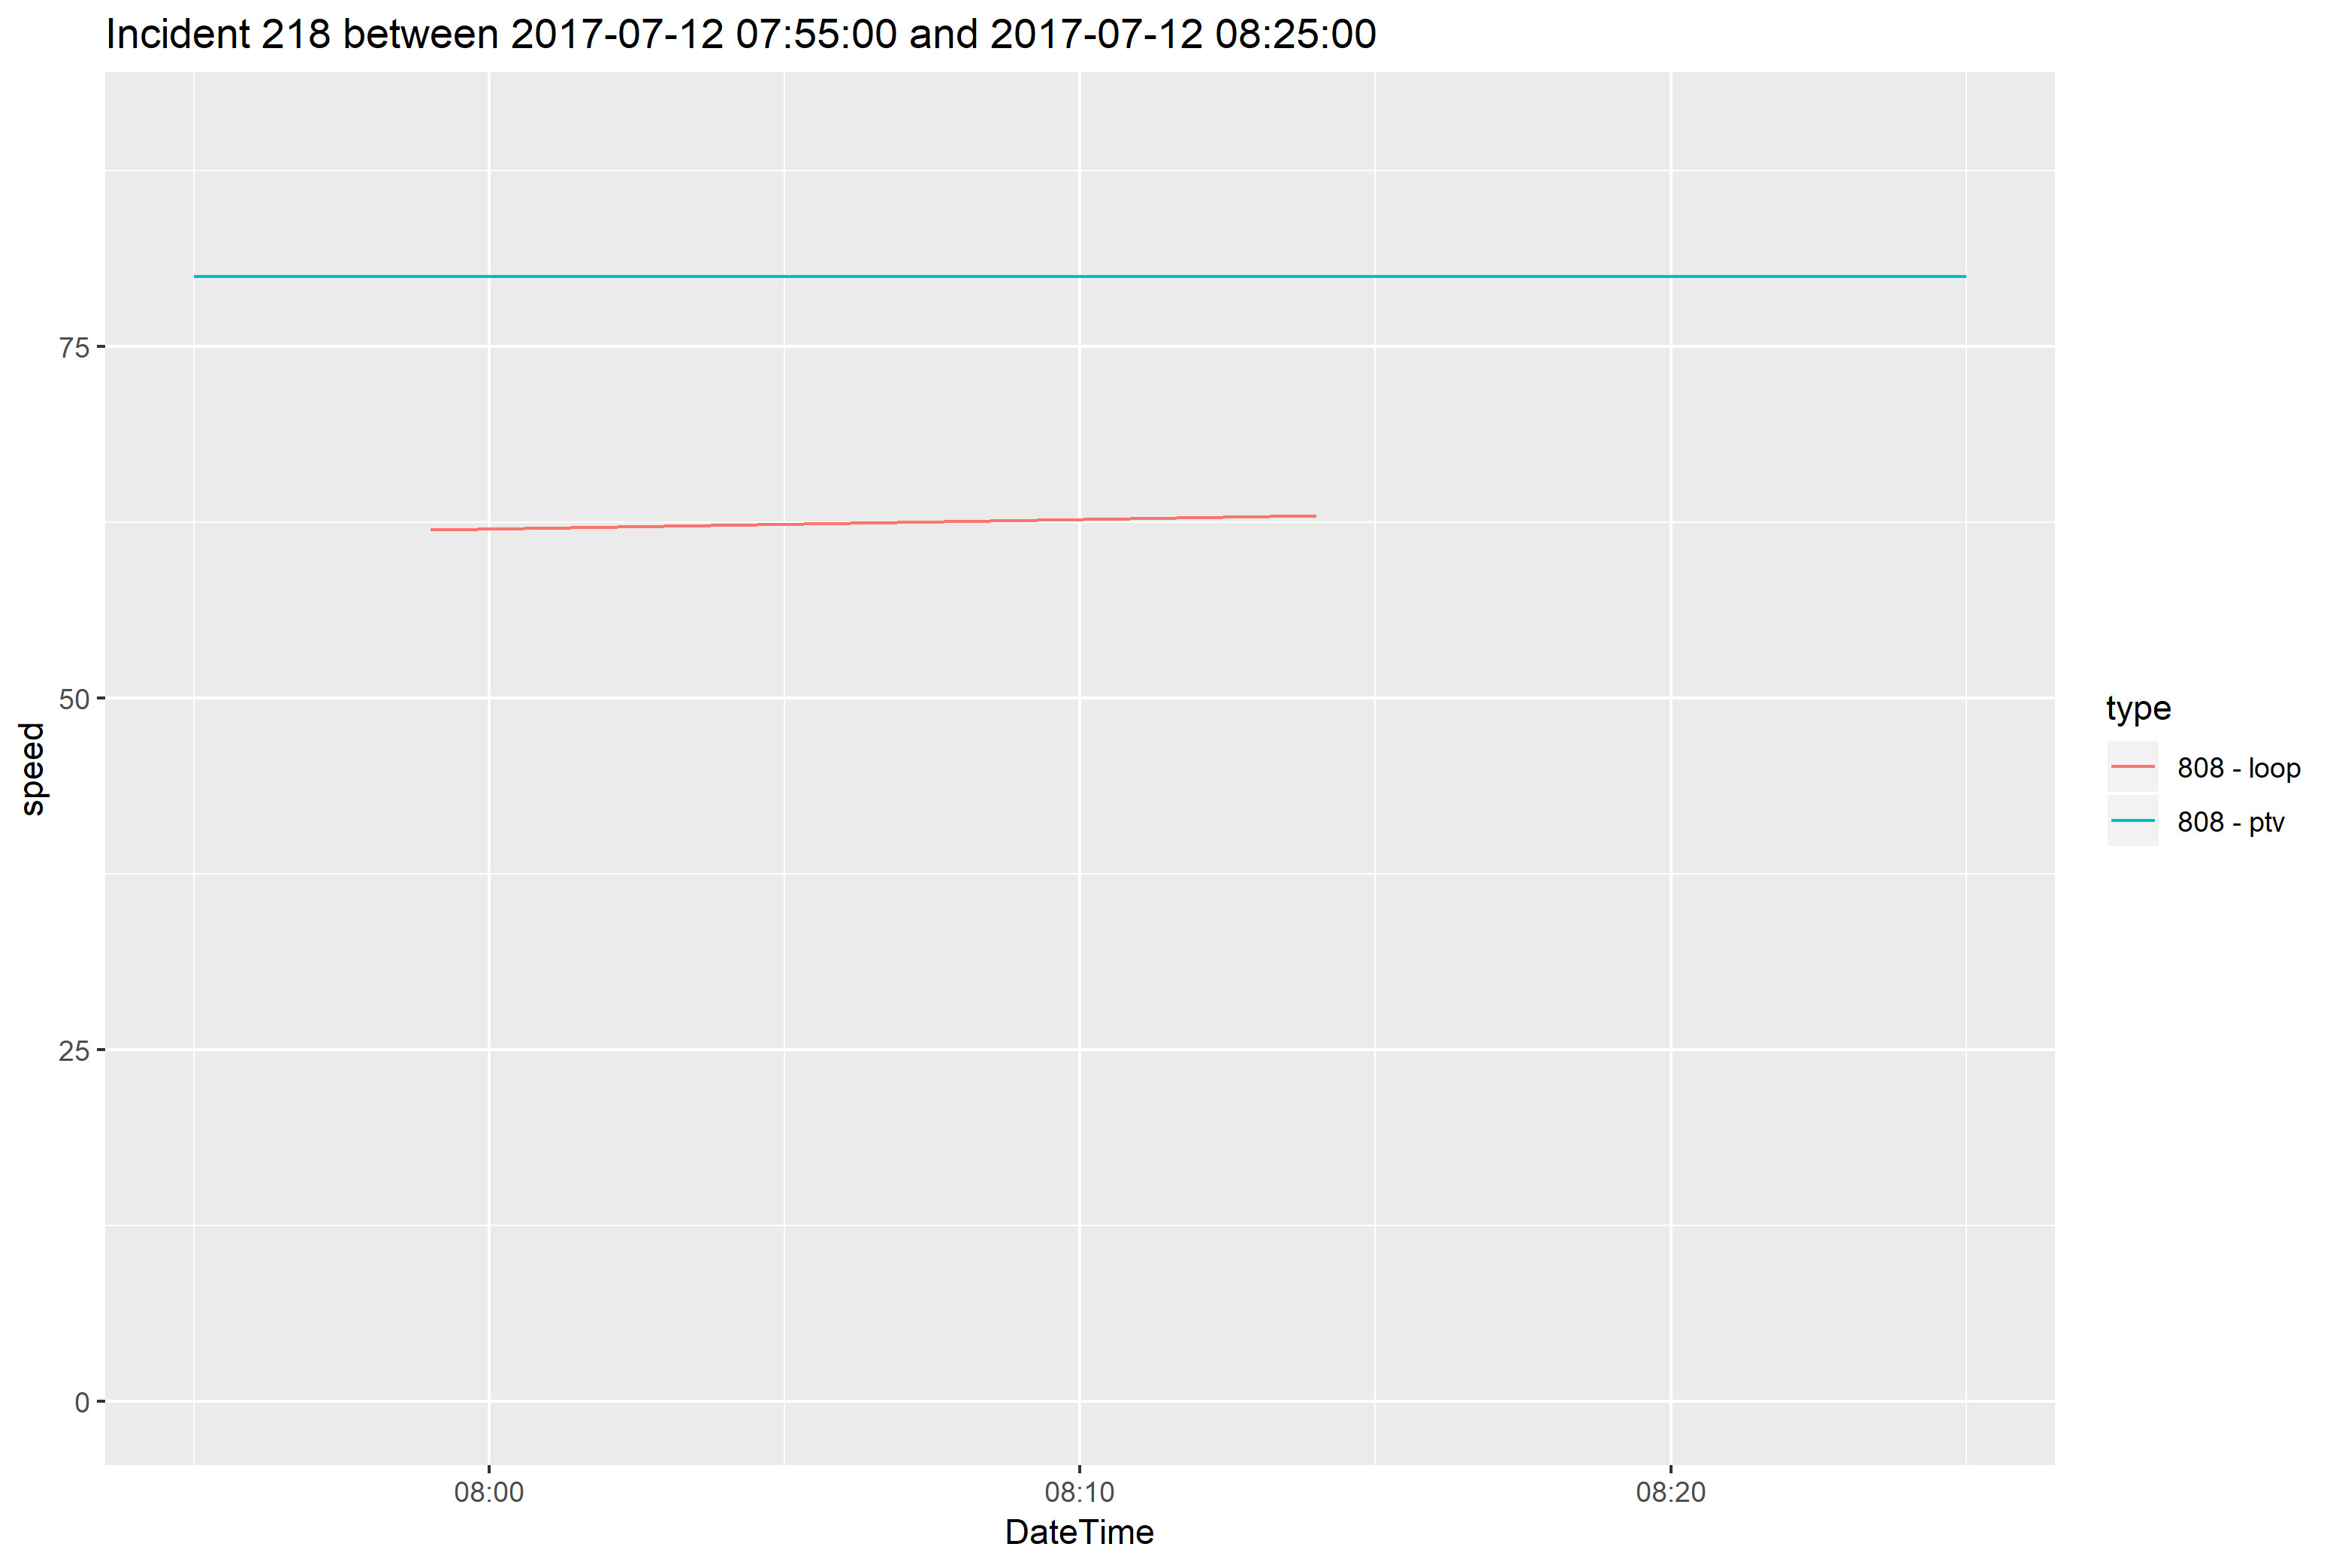 Incident 218 between 2017-07-12 07:55:00 and 2017-07-12 08:25:00
75
50
25
0
speed
08:00
08:10
08:20
DateTime
type
808 - loop
808 - ptv